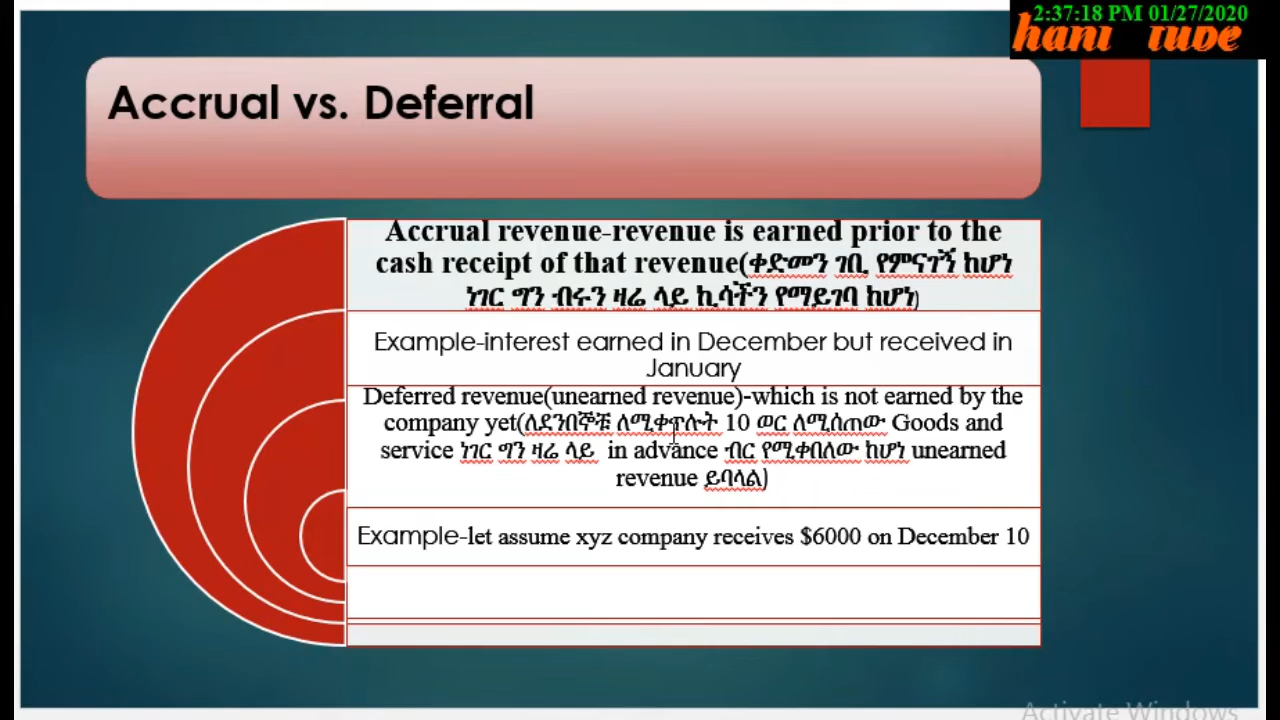 2:37:18 PM 01/27/2020
hani tube
Accrual vs. Deferral
Accrual revenue-revenue is earned prior to the
cash receipt of that revenue(ቀድመን ገቢ የምናገኝ ከሆነ
ነገር ግን ብሩን ዛሬ ላይ ኪሳችን የማይገባ ከሆነ)
Example-interest earned in December but received in
January
Deferred revenue(unearned revenue)-which is not earned by the
company yet(ለደንበኞቹ ለሚቀጥሉት 10 ወር ለሚሰጠው Goods and
service ነገር ግን ዛሬ ላይ in advance ብር የሚቀበለው ከሆነ unearned
revenue ይባላል)
Example-let assume xyz company receives $6000 on December 10
Activate Windows